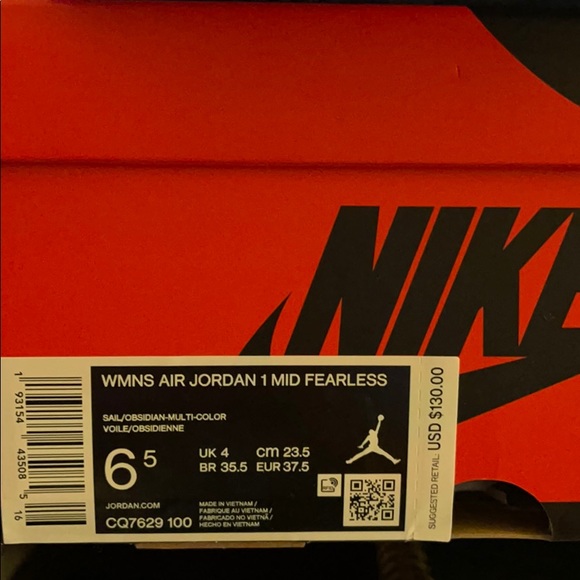 NIKE
WMNS AIR JORDAN 1 MID FEARLESS
SAIL/OBSIDIAN-MULTI-COLOR
VOILE/OBSIDIENNE
6 5
UK 4 cm 23.5
BR 35.5 EUR 37.5
JORDAN.COM
CQ7629 100
MADE IN VIETNAM /
FABRIQUE AU VIETNAM /
FABRICADO NO VIETNÃ /
HECHO EN VIETNAM
SUGGESTED RETAIL: USD $130.00
1 93154 43508 5 16